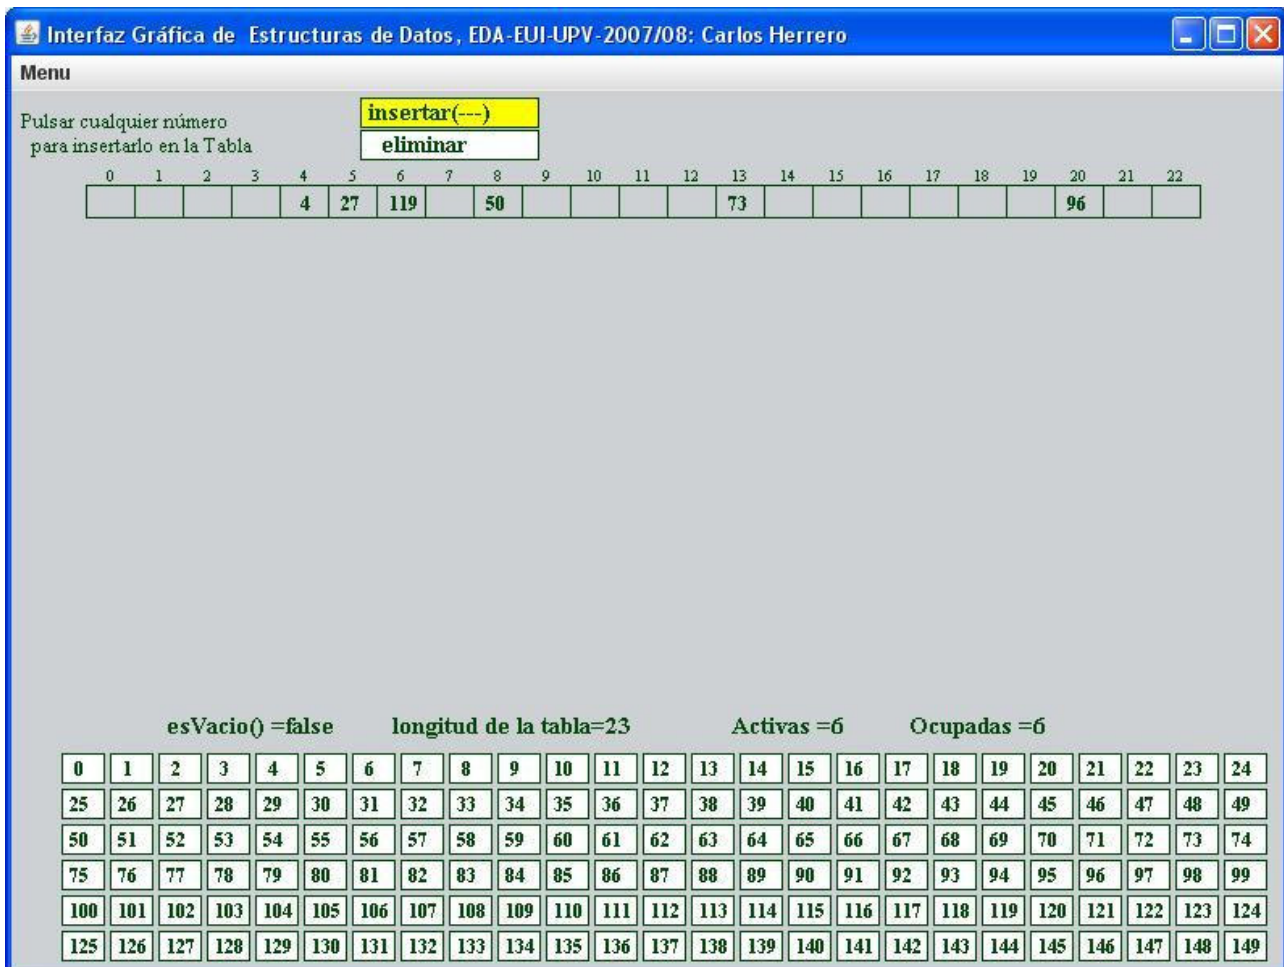 Interfaz Gráfica de Estructuras de Datos, EDA-EUI-UPV-2007/08: Carlos Herrero
Menu
Pulsar cualquier número
para insertarlo en la Tabla
insertar(---)
eliminar
0 1 2 3 4 5 6 7 8 9 10 11 12 13 14 15 16 17 18 19 20 21 22
4 27 119 50 73 96
esVacio() =false longitud de la tabla=23 Activas =6 Ocupadas =6
0 1 2 3 4 5 6 7 8 9 10 11 12 13 14 15 16 17 18 19 20 21 22 23 24
25 26 27 28 29 30 31 32 33 34 35 36 37 38 39 40 41 42 43 44 45 46 47 48 49
50 51 52 53 54 55 56 57 58 59 60 61 62 63 64 65 66 67 68 69 70 71 72 73 74
75 76 77 78 79 80 81 82 83 84 85 86 87 88 89 90 91 92 93 94 95 96 97 98 99
100 101 102 103 104 105 106 107 108 109 110 111 112 113 114 115 116 117 118 119 120 121 122 123 124
125 126 127 128 129 130 131 132 133 134 135 136 137 138 139 140 141 142 143 144 145 146 147 148 149